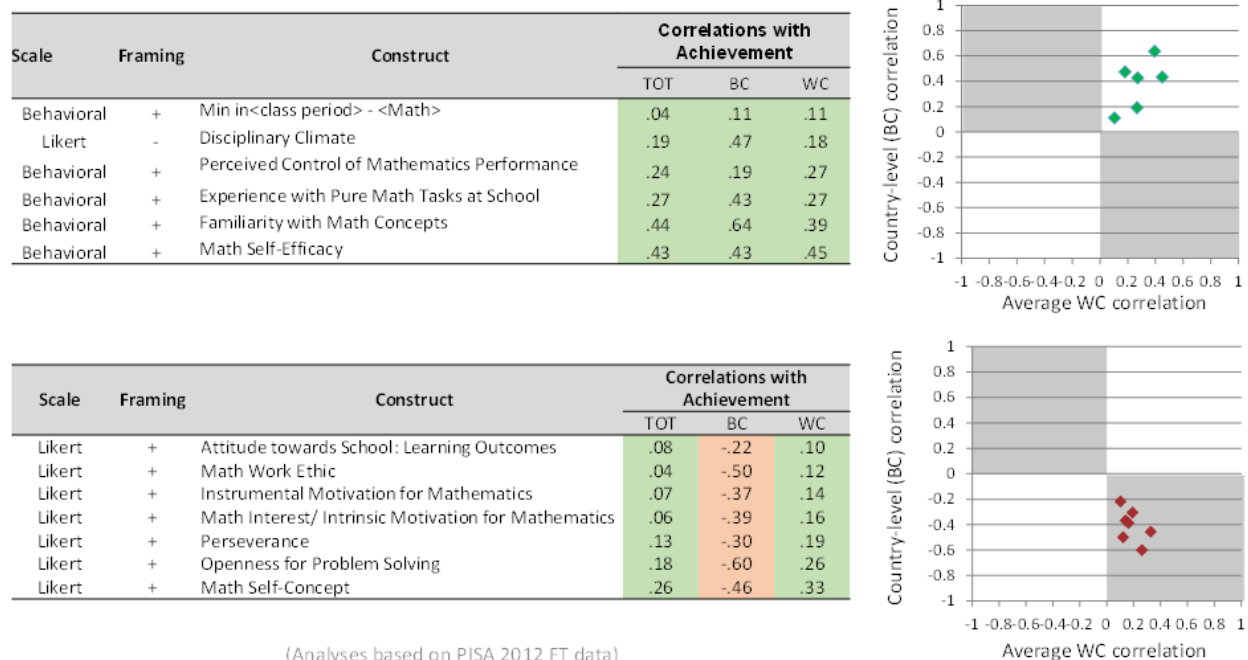 Scale Framing Construct Correlations with Achievement
TOT BC WC
Behavioral + Min in<class period> - <Math> .04 .11 .11
Likert - Disciplinary Climate .19 .47 .18
Behavioral + Perceived Control of Mathematics Performance .24 .19 .27
Behavioral + Experience with Pure Math Tasks at School .27 .43 .27
Behavioral + Familiarity with Math Concepts .44 .64 .39
Behavioral + Math Self-Efficacy .43 .43 .45
Country-level (BC) correlation
1
0.8
0.6
0.4
0.2
0
-0.2
-0.4
-0.6
-0.8
-1
-1 -0.8-0.6-0.4-0.2 0 0.2 0.4 0.6 0.8 1
Average WC correlation
Scale Framing Construct Correlations with Achievement
TOT BC WC
Likert + Attitude towards School: Learning Outcomes .08 -.22 .10
Likert + Math Work Ethic .04 -.50 .12
Likert + Instrumental Motivation for Mathematics .07 -.37 .14
Likert + Math Interest/ Intrinsic Motivation for Mathematics .06 -.39 .16
Likert + Perseverance .13 -.30 .19
Likert + Openness for Problem Solving .18 -.60 .26
Likert + Math Self-Concept .26 -.46 .33
Country-level (BC) correlation
1
0.8
0.6
0.4
0.2
0
-0.2
-0.4
-0.6
-0.8
-1
-1 -0.8-0.6-0.4-0.2 0 0.2 0.4 0.6 0.8 1
Average WC correlation
(Analyses based on PISA 2012 FT data)